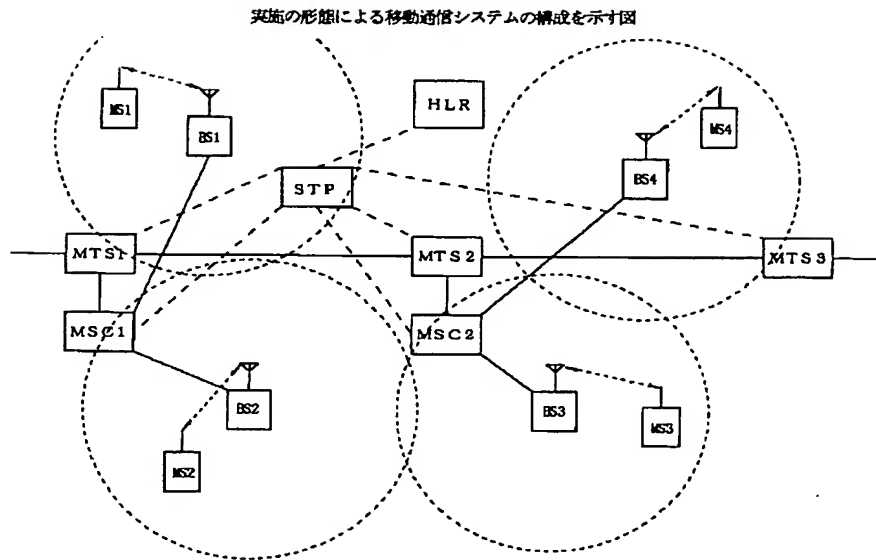 実施の形態による移動通信システムの構成を示す図
MS1
BS1
HLR
MS4
BS4
STP
MTS1
MTS2
MTS3
MSC1
MSC2
BS2
MS2
BS3
MS3